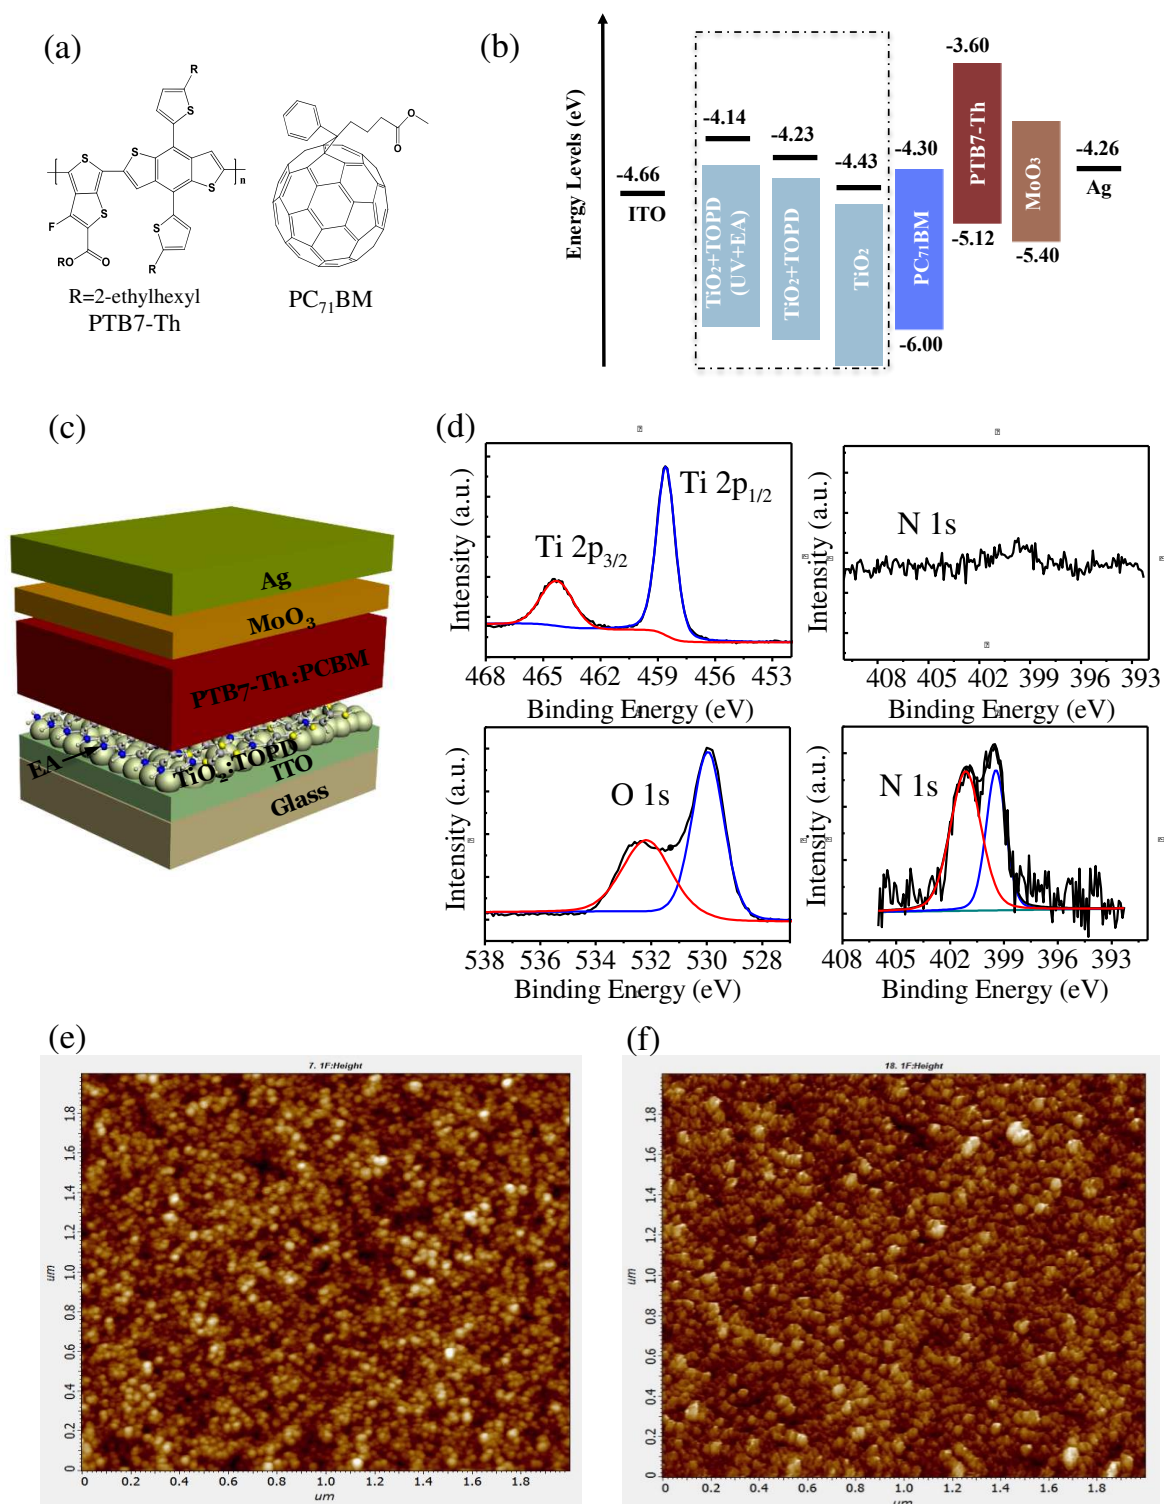 (a)
R
S
S
S
S
n
S
F
S
RO
O
R
R=2-ethylhexyl
PTB7-Th
O
O
PC71BM
(b)
Energy Levels (eV)
-4.66
ITO
-4.14
TiO2+TOPD
(UV+EA)
-4.23
TiO2+TOPD
-4.43
TiO2
-4.30
PC71BM
-6.00
-3.60
PTB7-Th
-5.12
MoO3
-5.40
-4.26
Ag
(c)
Ag
MoO3
PTB7-Th:PCBM
EA
TiO2:TOPD
ITO
Glass
(d)
Intensity (a.u.)
Ti 2p3/2
Ti 2p1/2
468 465 462 459 456 453
Binding Energy (eV)
Intensity (a.u.)
N 1s
408 405 402 399 396 393
Binding Energy (eV)
Intensity (a.u.)
O 1s
538 536 534 532 530 528
Binding Energy (eV)
Intensity (a.u.)
N 1s
408 405 402 399 396 393
Binding Energy (eV)
(e)
7. 1F:Height
um
1.8
1.6
1.4
1.2
1.0
0.8
0.6
0.4
0.2
0
0 0.2 0.4 0.6 0.8 1.0 1.2 1.4 1.6 1.8
um
(f)
18. 1F:Height
um
1.8
1.6
1.4
1.2
1.0
0.8
0.6
0.4
0.2
0
0 0.2 0.4 0.6 0.8 1.0 1.2 1.4 1.6 1.8
um